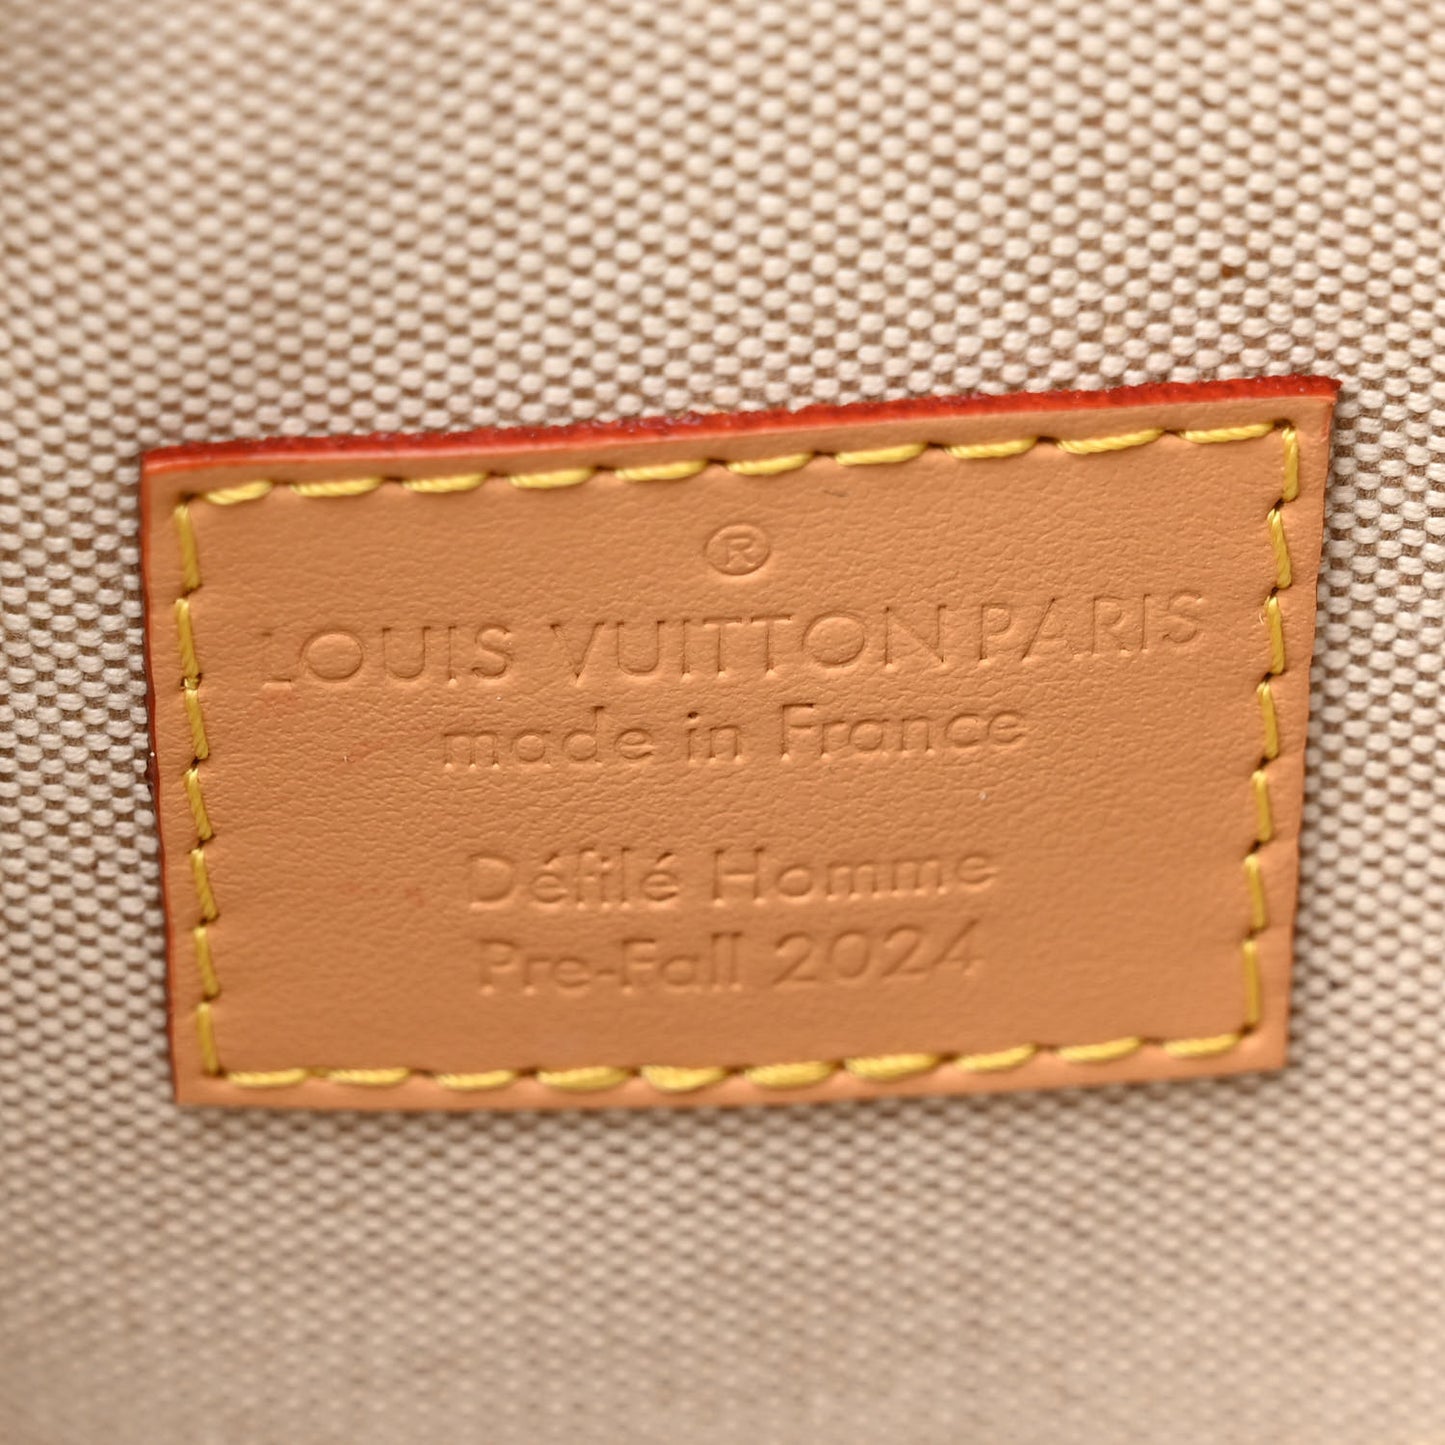 ®
LOUIS VUITTON PARIS
made in France
Défilé Homme
Pre-Fall 2024